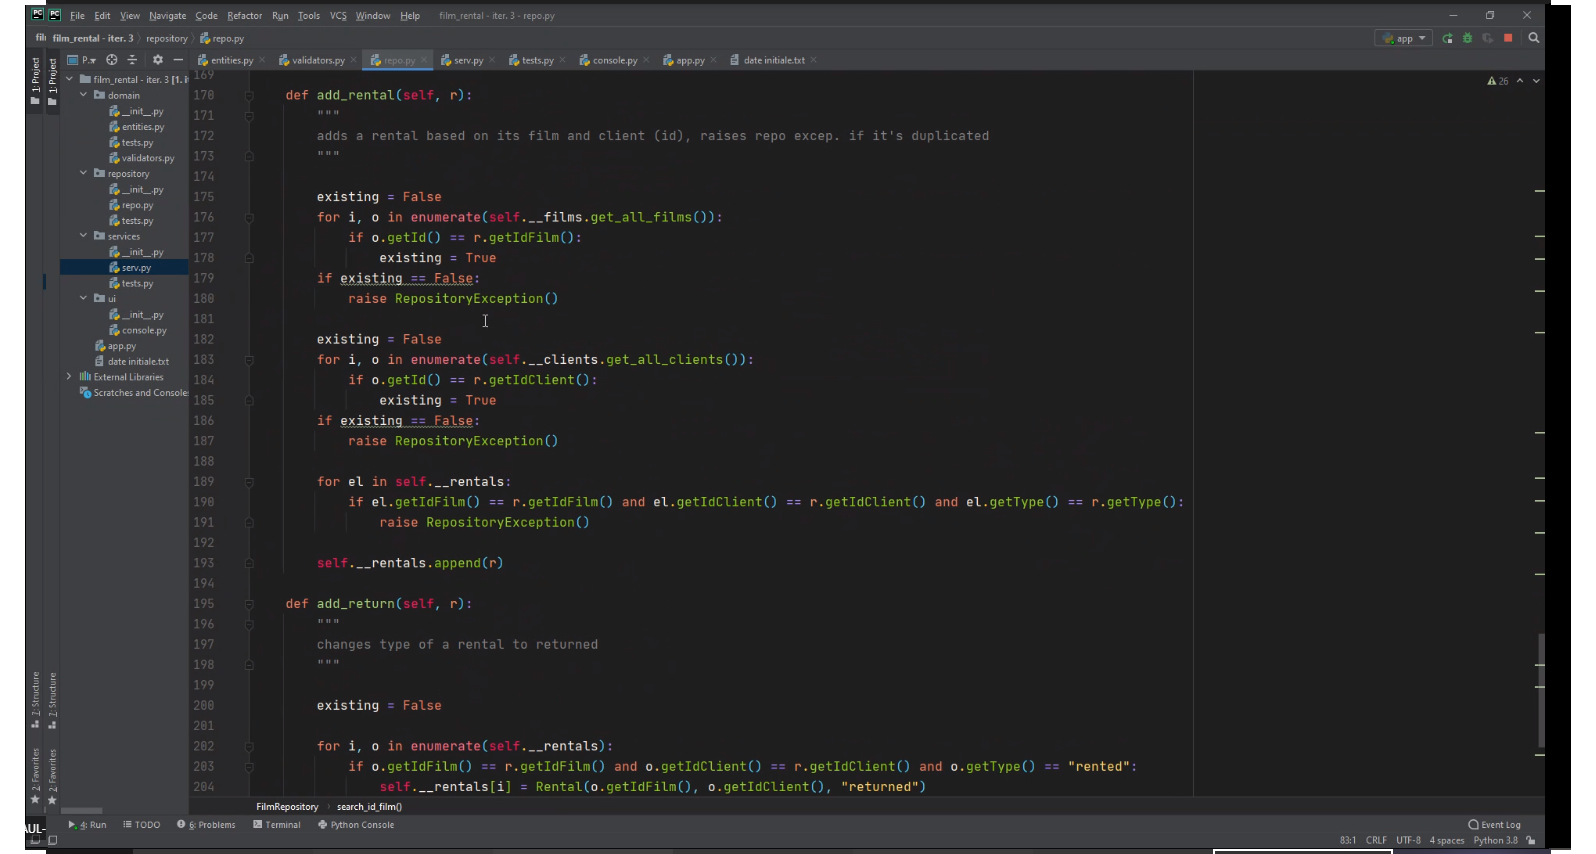 PC PC File Edit View Navigate Code Refactor Run Tools VCS Window Help film_rental - iter. 3 - repo.py
film_rental - iter. 3 repository repo.py app
1: Project 1: Project P. entities.py validators.py repo.py serv.py tests.py console.py app.py date initiale.txt
film_rental - iter. 3 [1. it
domain
__init__.py
entities.py
tests.py
validators.py
repository
__init__.py
repo.py
tests.py
services
__init__.py
serv.py
tests.py
ui
__init__.py
console.py
app.py
date initiale.txt
External Libraries
Scratches and Console
26
169
170 def add_rental(self, r):
171 """
172 adds a rental based on its film and client (id), raises repo excep. if it's duplicated
173 """
174
175 existing = False
176 for i, o in enumerate(self.__films.get_all_films()):
177 if o.getId() == r.getIdFilm():
178 existing = True
179 if existing == False:
180 raise RepositoryException()
181
182 existing = False
183 for i, o in enumerate(self.__clients.get_all_clients()):
184 if o.getId() == r.getIdClient():
185 existing = True
186 if existing == False:
187 raise RepositoryException()
188
189 for el in self.__rentals:
190 if el.getIdFilm() == r.getIdFilm() and el.getIdClient() == r.getIdClient() and el.getType() == r.getType():
191 raise RepositoryException()
192
193 self.__rentals.append(r)
194
195 def add_return(self, r):
196 """
197 changes type of a rental to returned
198 """
199
200 existing = False
201
202 for i, o in enumerate(self.__rentals):
203 if o.getIdFilm() == r.getIdFilm() and o.getIdClient() == r.getIdClient() and o.getType() == "rented":
204 self.__rentals[i] = Rental(o.getIdFilm(), o.getIdClient(), "returned")
7: Structure 7: Structure
2: Favorites 2: Favorites
FilmRepository search_id_film()
4: Run TODO 6: Problems Terminal Python Console Event Log
83:1 CRLF UTF-8 4 spaces Python 3.8